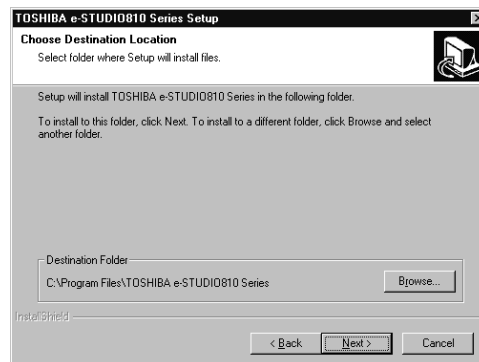 TOSHIBA e-STUDIO810 Series Setup
Choose Destination Location
Select folder where Setup will install files.
Setup will install TOSHIBA e-STUDIO810 Series in the following folder.
To install to this folder, click Next. To install to a different folder, click Browse and select
another folder.
Destination Folder
C:\Program Files\TOSHIBA e-STUDIO810 Series
Browse...
InstallShield
< Back
Next >
Cancel